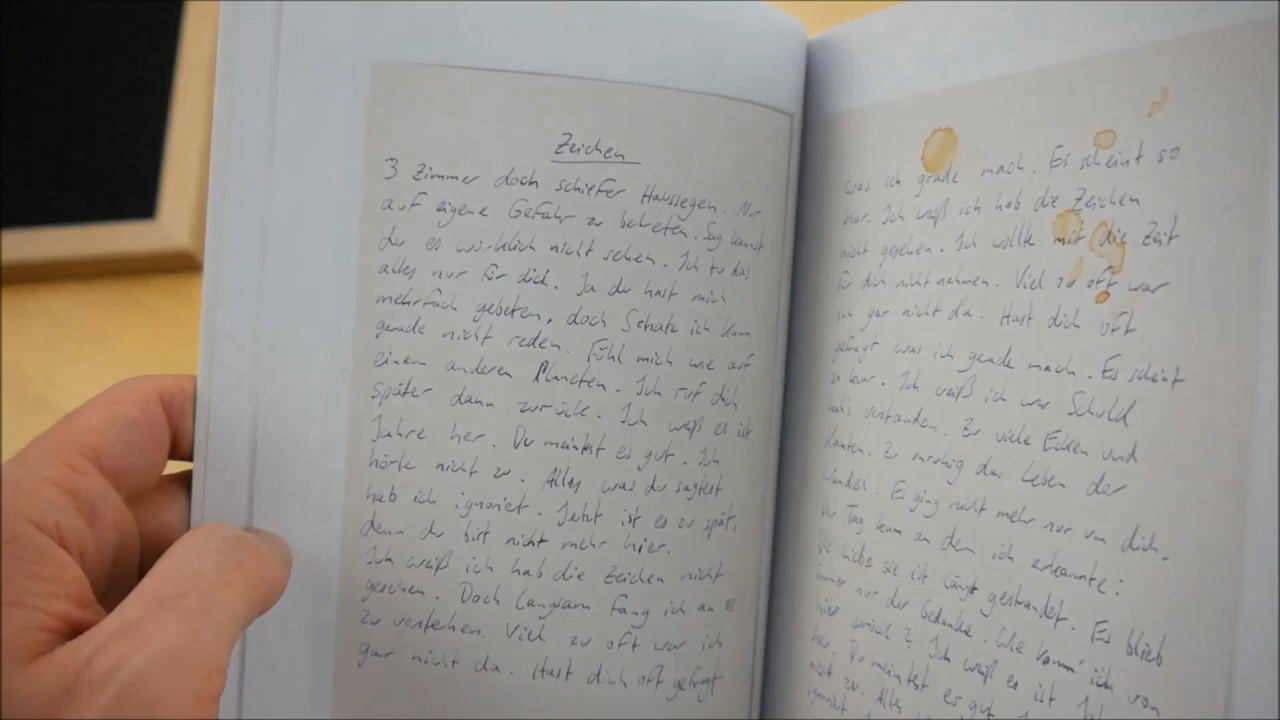 Zeichen
3 Zimmer doch schiefer Haussegen. Nur
auf eigene Gefahr zu betreten. Sag kannst
du es wirklich nicht sehen. Ich tu das
alles nur für dich. Ja du hast mich
mehrfach gebeten, doch Schatz ich kann
gerade nicht reden. Fühl mich wie auf
einem anderen Planeten. Ich ruf dich
später dann zurück. Ich weiß es ist
Jahre her. Du meintest es gut. Ich
hörte nicht zu. Alles was du sagtest
hab ich ignoriert. Jetzt ist es zu spät,
denn du bist nicht mehr hier.
Ich weiß ich hab die Zeichen nicht
gesehen. Doch langsam fang ich an es
zu verstehen. Viel zu oft war ich
gar nicht da. Hast dich oft gefragt
was ich grade mach. Es scheint so
klar. Ich weiß ich hab die Zeichen
nicht gesehen. Ich wollte mir die Zeit
für dich nicht nehmen. Viel zu oft war
ich gar nicht da. Hast dich oft
gefragt was ich gerade mach. Es scheint
so klar. Ich weiß ich war Schuld
hab's verstanden. Zu viele Ecken und
Kanten. Zu unruhig das Leben der
Wandel. Es ging nicht mehr nur um dich.
Der Tag kam an dem ich erkannte:
Die Liebe sie ist längst gestrandet. Es blieb
immer nur der Gedanke. Wie komm' ich von
hier zurück? Ich weiß es ist
her. Du meintest es gut.
nicht zu. Alles
ignoriert